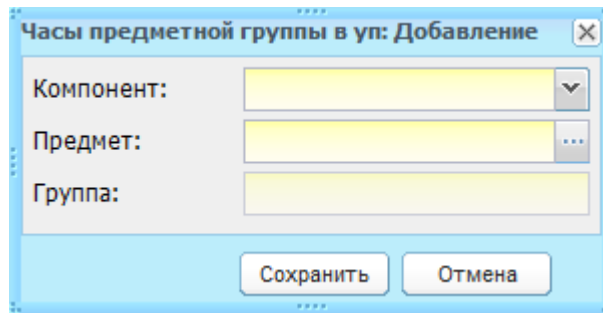 Часы предметной группы в уп: Добавление
Компонент:
Предмет:
Группа:
Сохранить Отмена